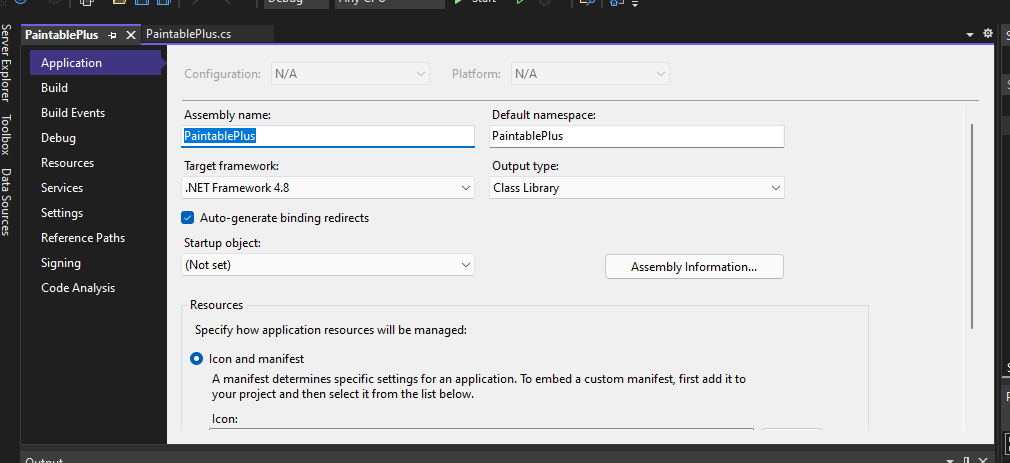 Debug
Any CPU
Start
Server Explorer
Toolbox
Data Sources
PaintablePlus
PaintablePlus.cs
Application
Build
Build Events
Debug
Resources
Services
Settings
Reference Paths
Signing
Code Analysis
Configuration: N/A Platform: N/A
Assembly name: Default namespace:
PaintablePlus PaintablePlus
Target framework: Output type:
.NET Framework 4.8 Class Library
Auto-generate binding redirects
Startup object:
(Not set) Assembly Information...
Resources
Specify how application resources will be managed:
Icon and manifest
A manifest determines specific settings for an application. To embed a custom manifest, first add it to
your project and then select it from the list below.
Icon:
Output